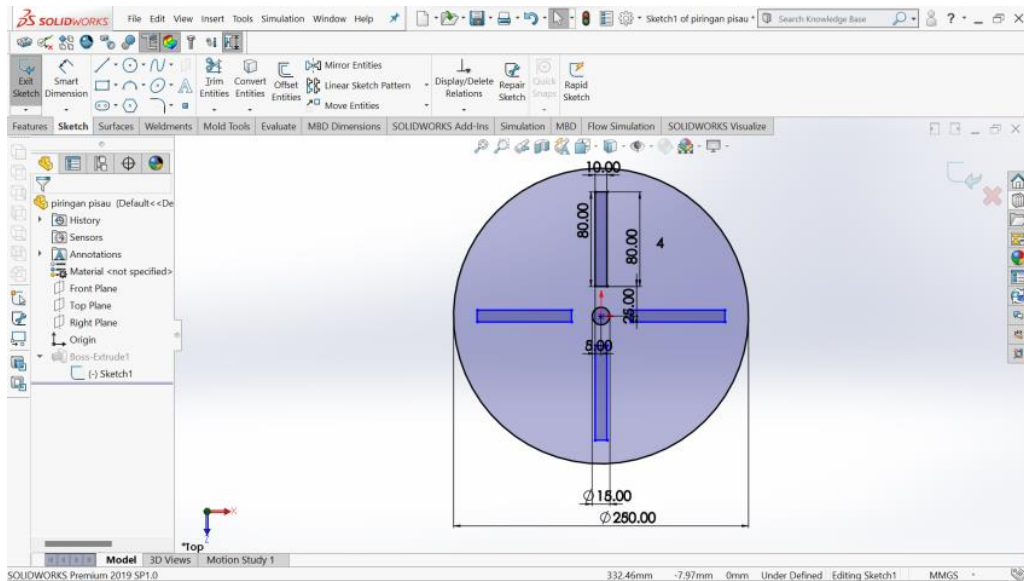 SOLIDWORKS File Edit View Insert Tools Simulation Window Help Sketch1 of piringan pisau * Search Knowledge Base ?
Exit Sketch
Smart Dimension
Trim Entities
Convert Entities
Offset Entities
Mirror Entities
Linear Sketch Pattern
Move Entities
Display/Delete Relations
Repair Sketch
Quick Snaps
Rapid Sketch
Features Sketch Surfaces Weldments Mold Tools Evaluate MBD Dimensions SOLIDWORKS Add-Ins Simulation MBD Flow Simulation SOLIDWORKS Visualize
piringan pisau (Default<<De
History
Sensors
Annotations
Material <not specified>
Front Plane
Top Plane
Right Plane
Origin
Boss-Extrude1
(-) Sketch1
10.00
80.00
80.00
4
25.00
5.00
Ø15.00
Ø250.00
X
Z
*Top
Model 3D Views Motion Study 1
SOLIDWORKS Premium 2019 SP1.0 332.46mm -7.97mm 0mm Under Defined Editing Sketch1 MMGS